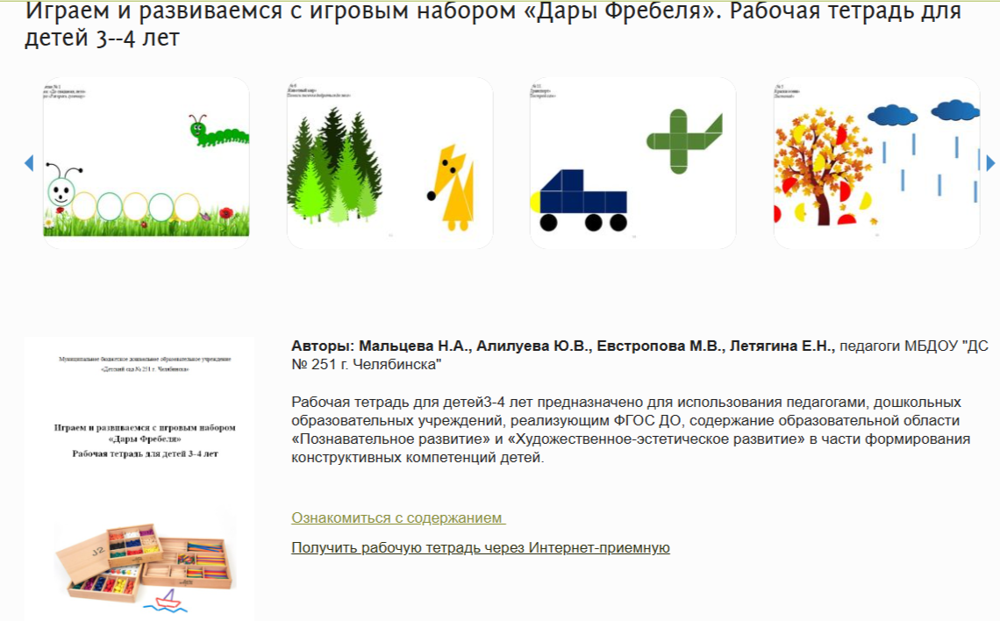 Играем и развиваемся с игровым набором «Дары Фребеля». Рабочая тетрадь для
детей 3--4 лет
Муниципальное бюджетное дошкольное образовательное учреждение
«Детский сад № 251 г. Челябинска»
Играем и развиваемся с игровым набором
«Дары Фребеля»
Рабочая тетрадь для детей 3-4 лет
J2
Авторы: Мальцева Н.А., Алилуева Ю.В., Евстропова М.В., Летягина Е.Н., педагоги МБДОУ "ДС
№ 251 г. Челябинска"
Рабочая тетрадь для детей3-4 лет предназначено для использования педагогами, дошкольных
образовательных учреждений, реализующим ФГОС ДО, содержание образовательной области
«Познавательное развитие» и «Художественное-эстетическое развитие» в части формирования
конструктивных компетенций детей.
Ознакомиться с содержанием
Получить рабочую тетрадь через Интернет-приемную